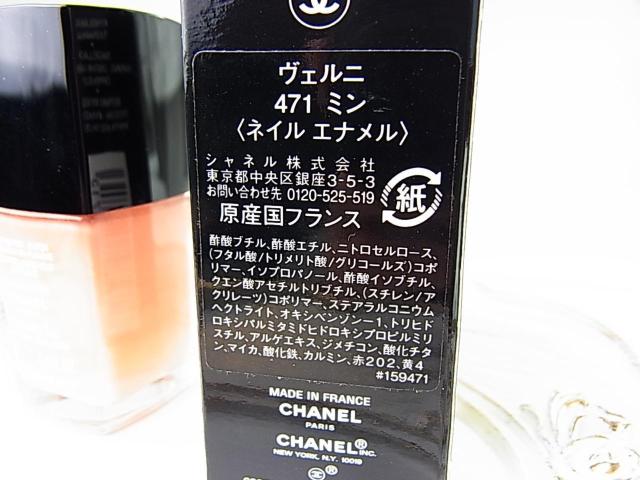 CHANEL
ヴェルニ
471 ミン
〈ネイル エナメル〉
シャネル株式会社
東京都中央区銀座3-5-3
お問い合わせ先 0120-525-519
紙
原産国フランス
酢酸ブチル、酢酸エチル、ニトロセルロース、
(フタル酸/トリメリト酸/グリコールズ)コポ
リマー、イソプロパノール、酢酸イソブチル、
クエン酸アセチルトリブチル、(スチレン/ア
クリレーツ)コポリマー、ステアラルコニウム
ヘクトライト、オキシベンゾン-1、トリヒド
ロキシパルミタミドヒドロキシプロピルミリ
スチル、アルゲエキス、ジメチコン、酸化チタ
ン、マイカ、酸化鉄、カルミン、赤202、黄4
#159471
MADE IN FRANCE
CHANEL
PARIS
CHANEL® INC.
NEW YORK. N.Y. 10019
®